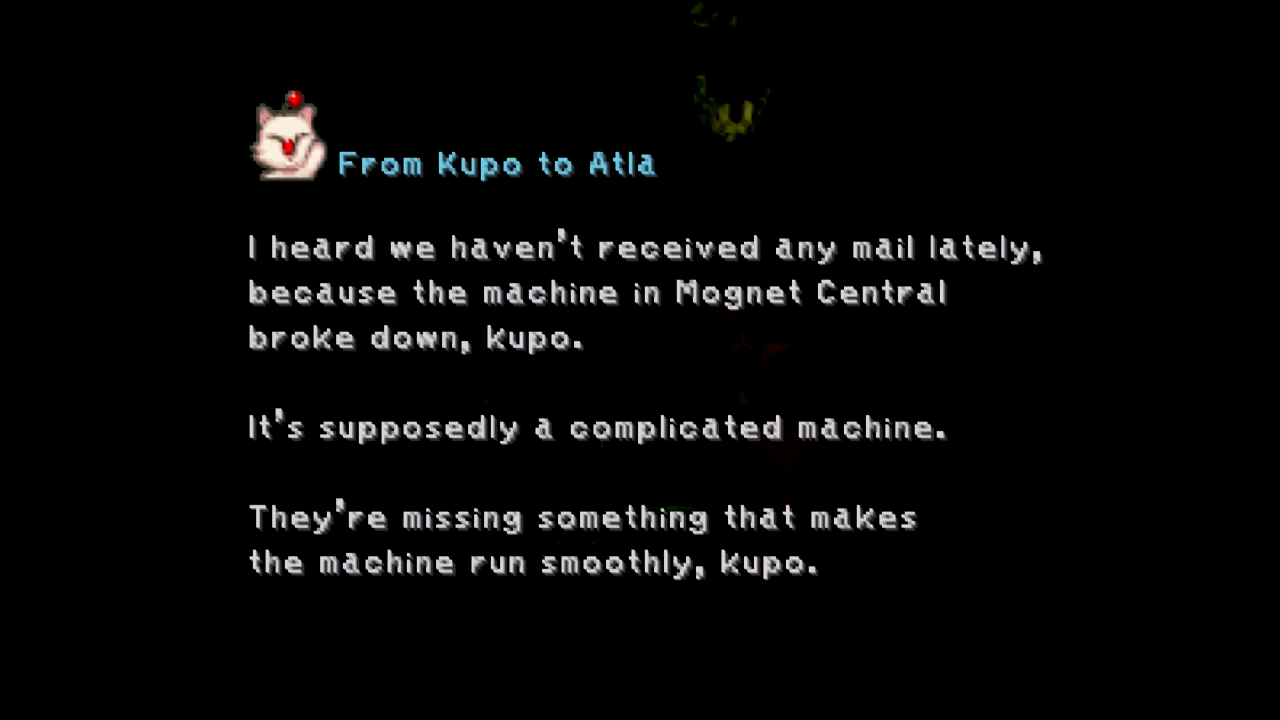 From Kupo to Atla
I heard we haven't received any mail lately,
because the machine in Mognet Central
broke down, kupo.
It's supposedly a complicated machine.
They're missing something that makes
the machine run smoothly, kupo.